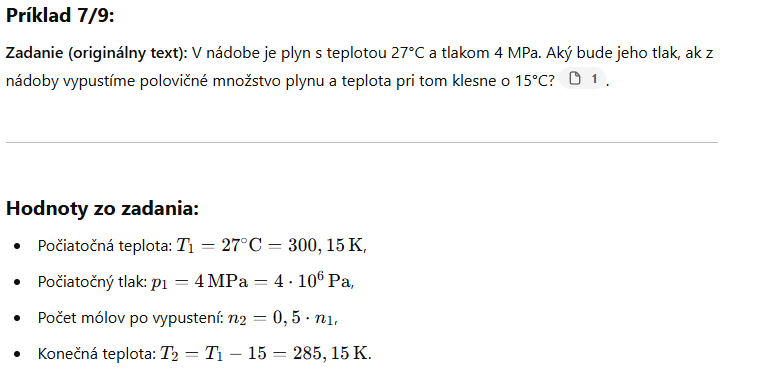 Príklad 7/9:
Zadanie (originálny text): V nádobe je plyn s teplotou 27°C a tlakom 4 MPa. Aký bude jeho tlak, ak z
nádoby vypustíme polovičné množstvo plynu a teplota pri tom klesne o 15°C? 1 .
Hodnoty zo zadania:
• Počiatočná teplota: T₁ = 27°C = 300, 15 K,
• Počiatočný tlak: p₁ = 4 MPa = 4 · 10⁶ Pa,
• Počet mólov po vypustení: n₂ = 0, 5 · n₁,
• Konečná teplota: T₂ = T₁ − 15 = 285, 15 K.